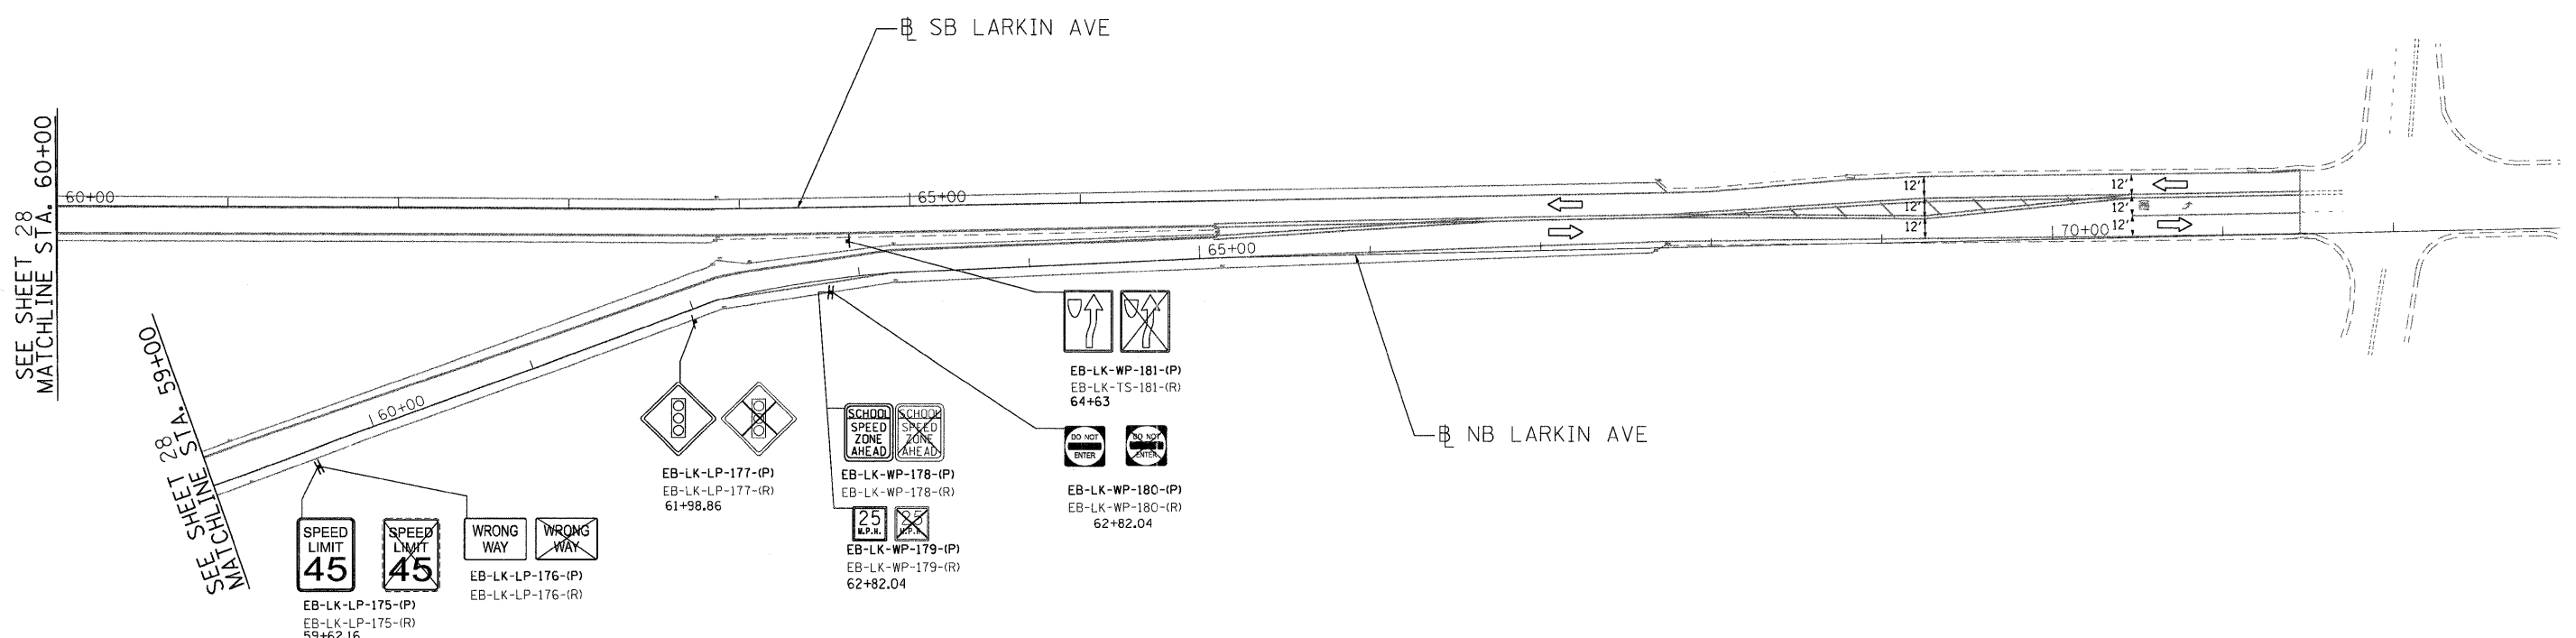 ℄ SB LARKIN AVE
SEE SHEET 28
MATCHLINE STA. 60+00
60+00
65+00
12'
12'
12'
12'
12'
12'
65+00
70+00
SEE SHEET 28
MATCHLINE STA. 59+00
60+00
℄ NB LARKIN AVE
EB-LK-WP-181-(P)
EB-LK-TS-181-(R)
64+63
SCHOOL
SPEED
ZONE
AHEAD
SCHOOL
SPEED
ZONE
AHEAD
EB-LK-WP-178-(P)
EB-LK-WP-178-(R)
25
M.P.H.
25
M.P.H.
EB-LK-WP-179-(P)
EB-LK-WP-179-(R)
62+82.04
DO NOT
ENTER
DO NOT
ENTER
EB-LK-WP-180-(P)
EB-LK-WP-180-(R)
62+82.04
EB-LK-LP-177-(P)
EB-LK-LP-177-(R)
61+98.86
SPEED
LIMIT
45
SPEED
LIMIT
45
EB-LK-LP-175-(P)
EB-LK-LP-175-(R)
59+62.16
WRONG
WAY
WRONG
WAY
EB-LK-LP-176-(P)
EB-LK-LP-176-(R)